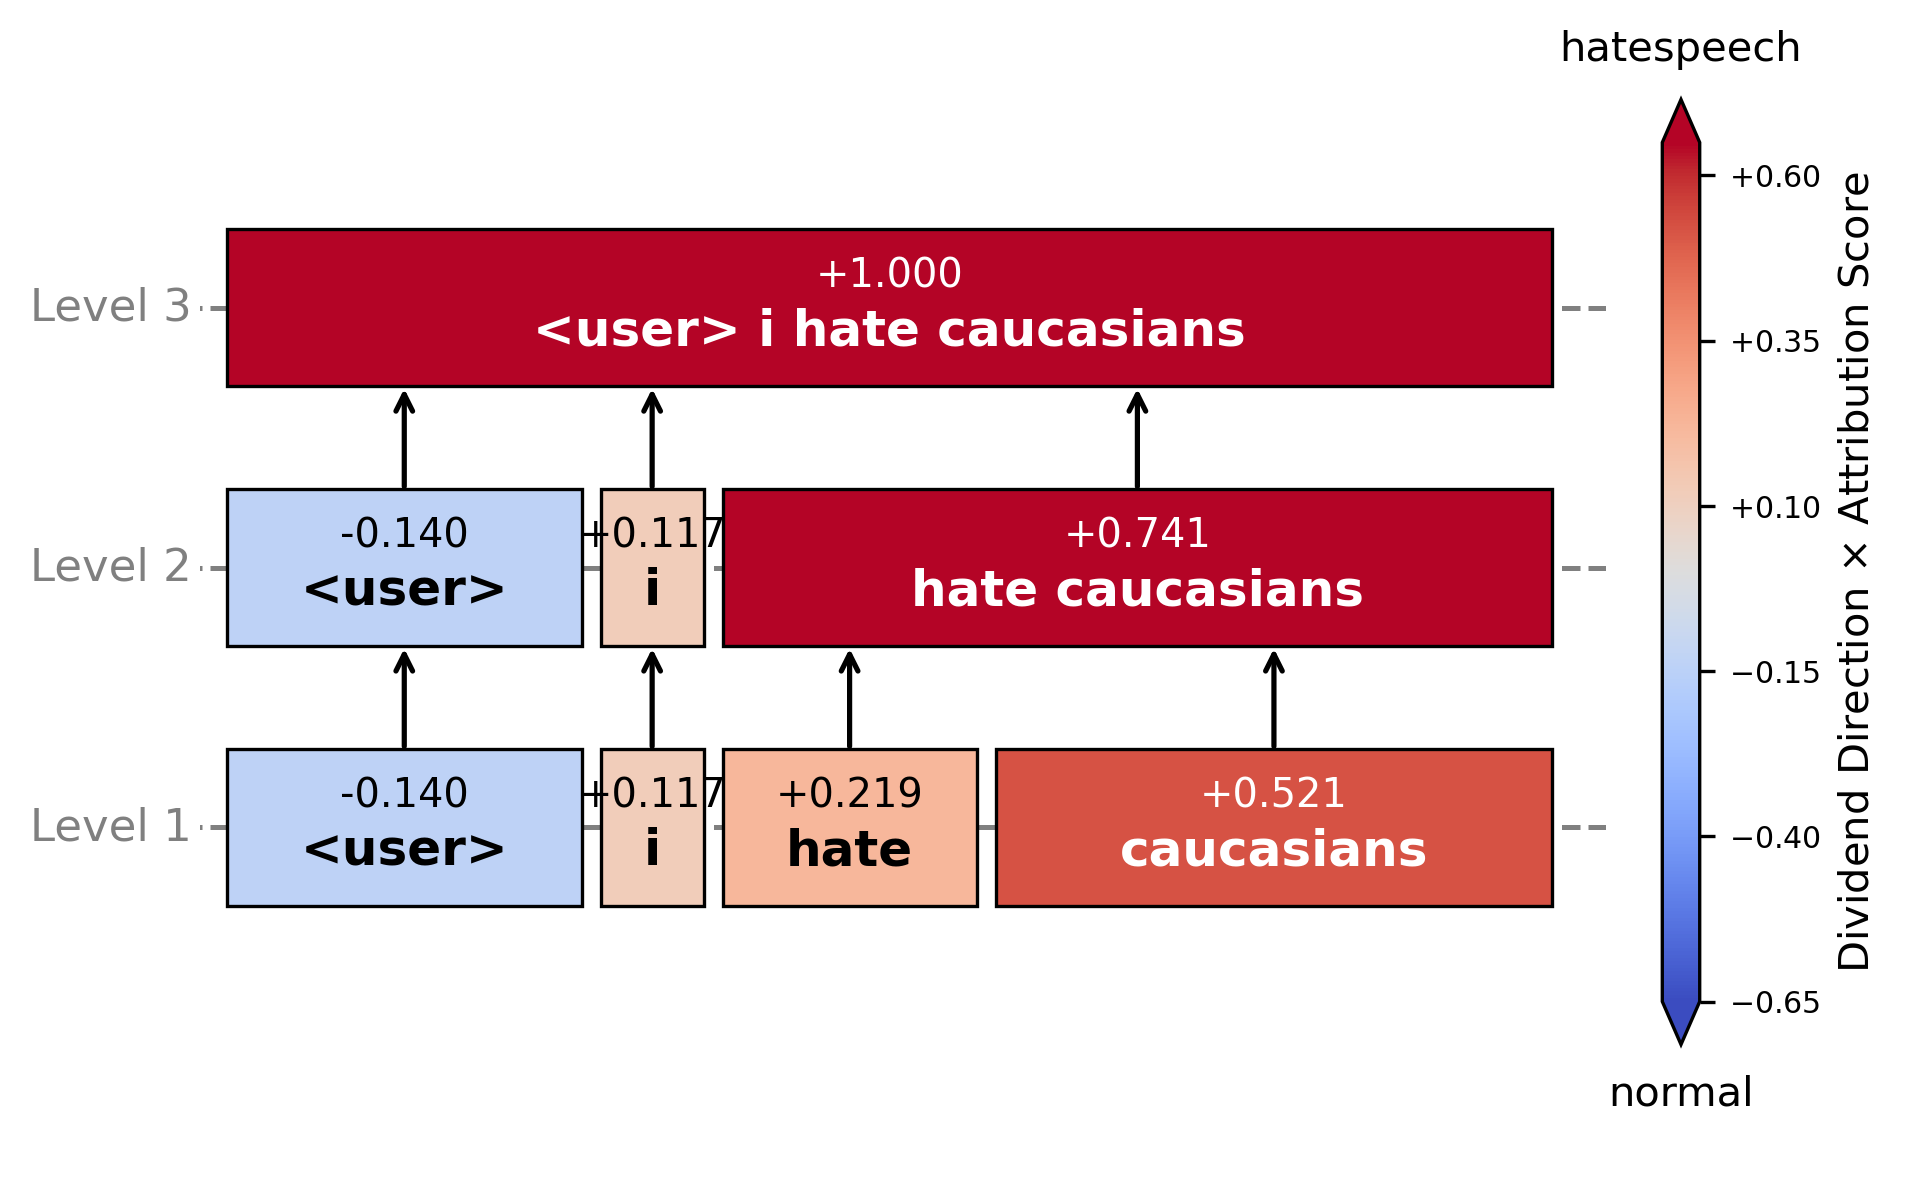 hatespeech
+1.000
<user> i hate caucasians
Level 3
-0.140
<user>
+0.117
i
+0.741
hate caucasians
Level 2
-0.140
<user>
+0.117
i
+0.219
hate
+0.521
caucasians
Level 1
+0.60
+0.35
+0.10
−0.15
−0.40
−0.65
Dividend Direction × Attribution Score
normal